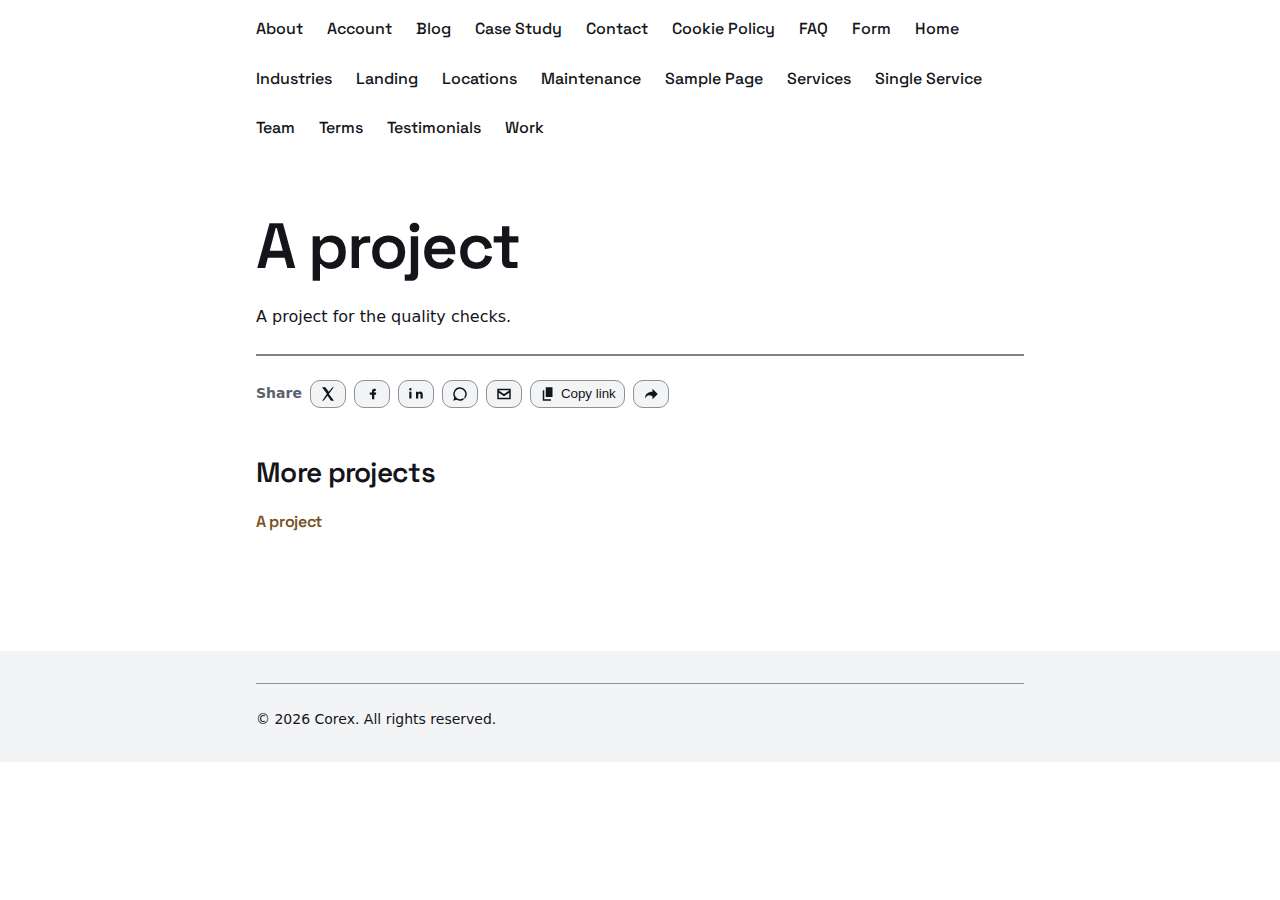 About Account Blog Case Study Contact Cookie Policy FAQ Form Home
Industries Landing Locations Maintenance Sample Page Services Single Service
Team Terms Testimonials Work
A project
A project for the quality checks.
Share Copy link
More projects
A project
© 2026 Corex. All rights reserved.